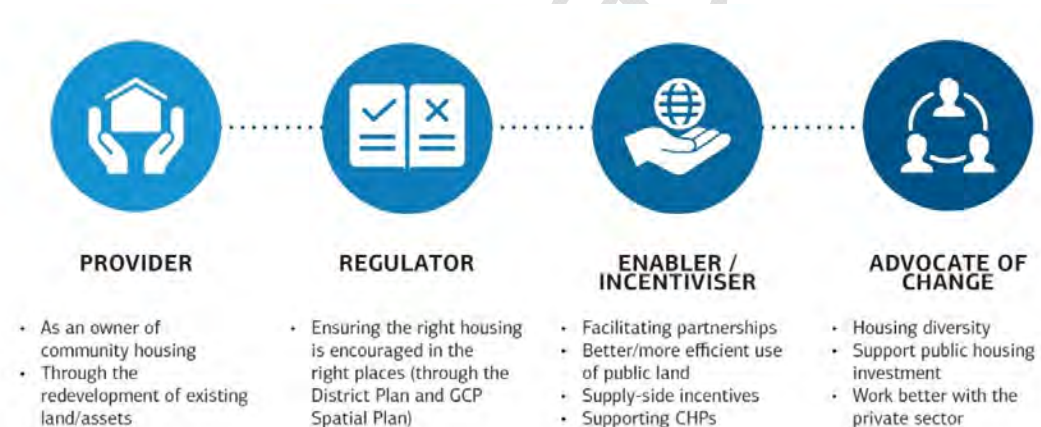 PROVIDER
• As an owner of
community housing
• Through the
redevelopment of existing
land/assets
REGULATOR
• Ensuring the right housing
is encouraged in the
right places (through the
District Plan and GCP
Spatial Plan)
ENABLER /
INCENTIVISER
• Facilitating partnerships
• Better/more efficient use
of public land
• Supply-side incentives
• Supporting CHPs
ADVOCATE OF
CHANGE
• Housing diversity
• Support public housing
investment
• Work better with the
private sector